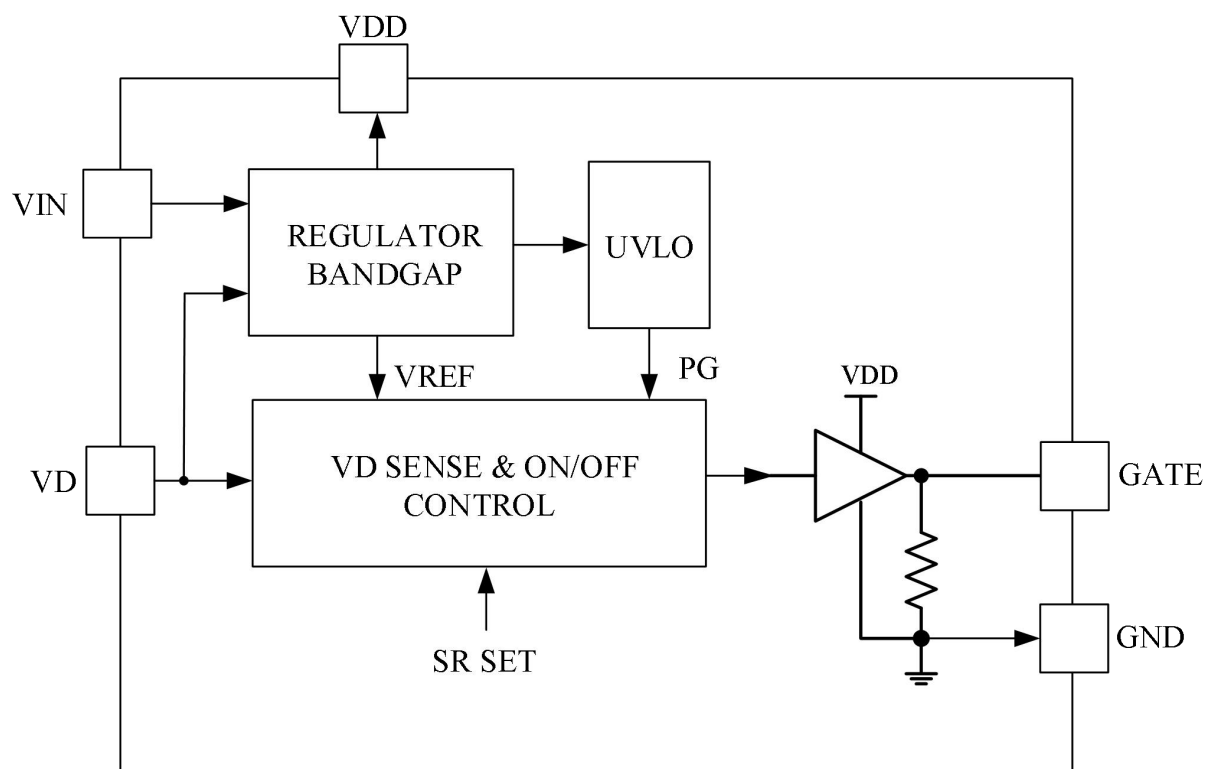 VDD
VIN
REGULATOR
BANDGAP
UVLO
VREF
PG
VDD
VD
VD SENSE & ON/OFF
CONTROL
GATE
SR SET
GND